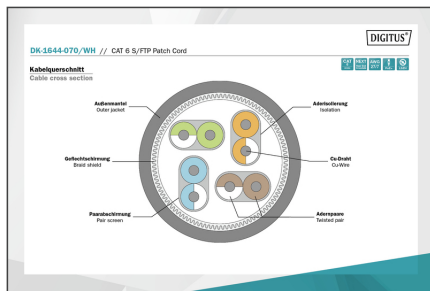 DIGITUS®
DK-1644-070/WH // CAT 6 S/FTP Patch Cord
Kabelquerschnitt
Cable cross section
Außenmantel
Outer jacket
Aderisolierung
Isolation
Geflechtschirmung
Braid shield
Cu-Draht
Cu-Wire
Paarabschirmung
Pair screen
Adernpaare
Twisted pair